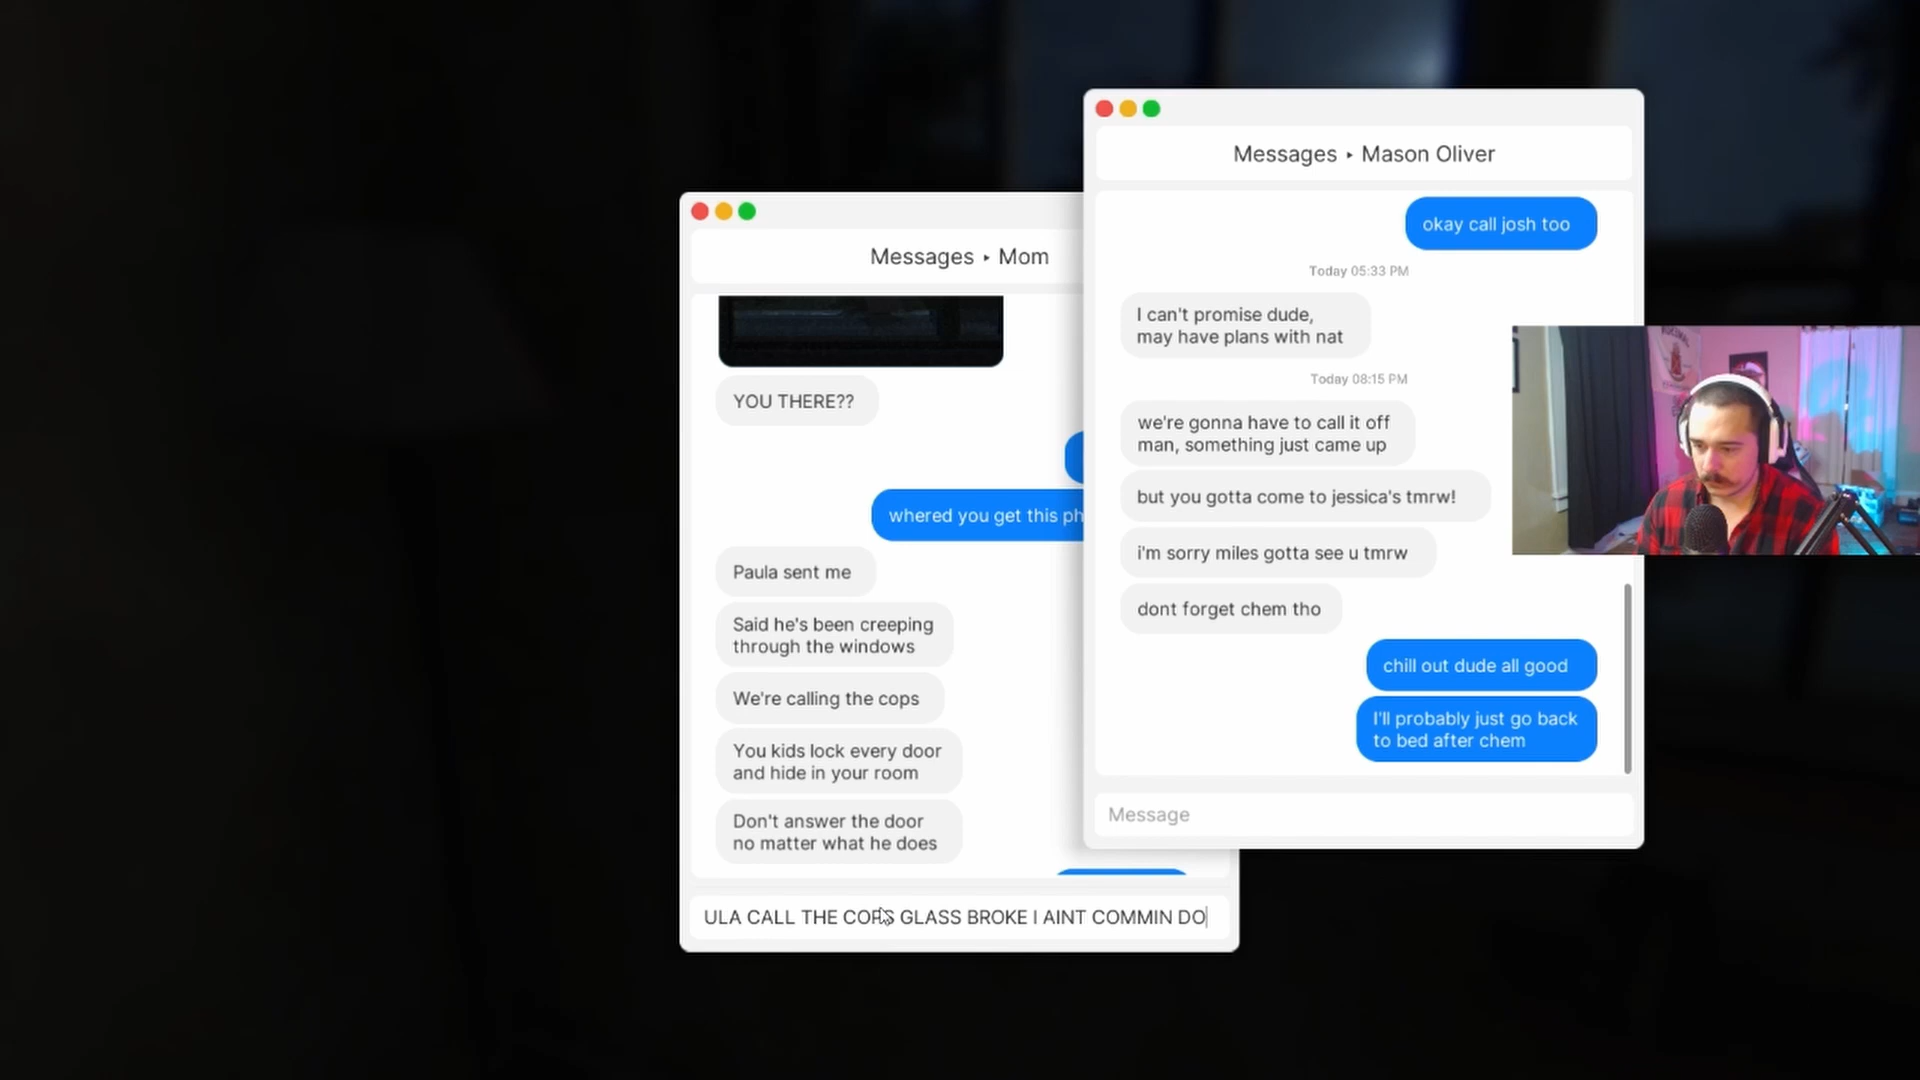 Messages ‣ Mom
YOU THERE??
whered you get this ph
Paula sent me
Said he's been creeping
through the windows
We're calling the cops
You kids lock every door
and hide in your room
Don't answer the door
no matter what he does
ULA CALL THE COPS GLASS BROKE I AINT COMMIN DO
Messages ‣ Mason Oliver
okay call josh too
Today 05:33 PM
I can't promise dude,
may have plans with nat
Today 08:15 PM
we're gonna have to call it off
man, something just came up
but you gotta come to jessica's tmrw!
i'm sorry miles gotta see u tmrw
dont forget chem tho
chill out dude all good
I'll probably just go back
to bed after chem
Message